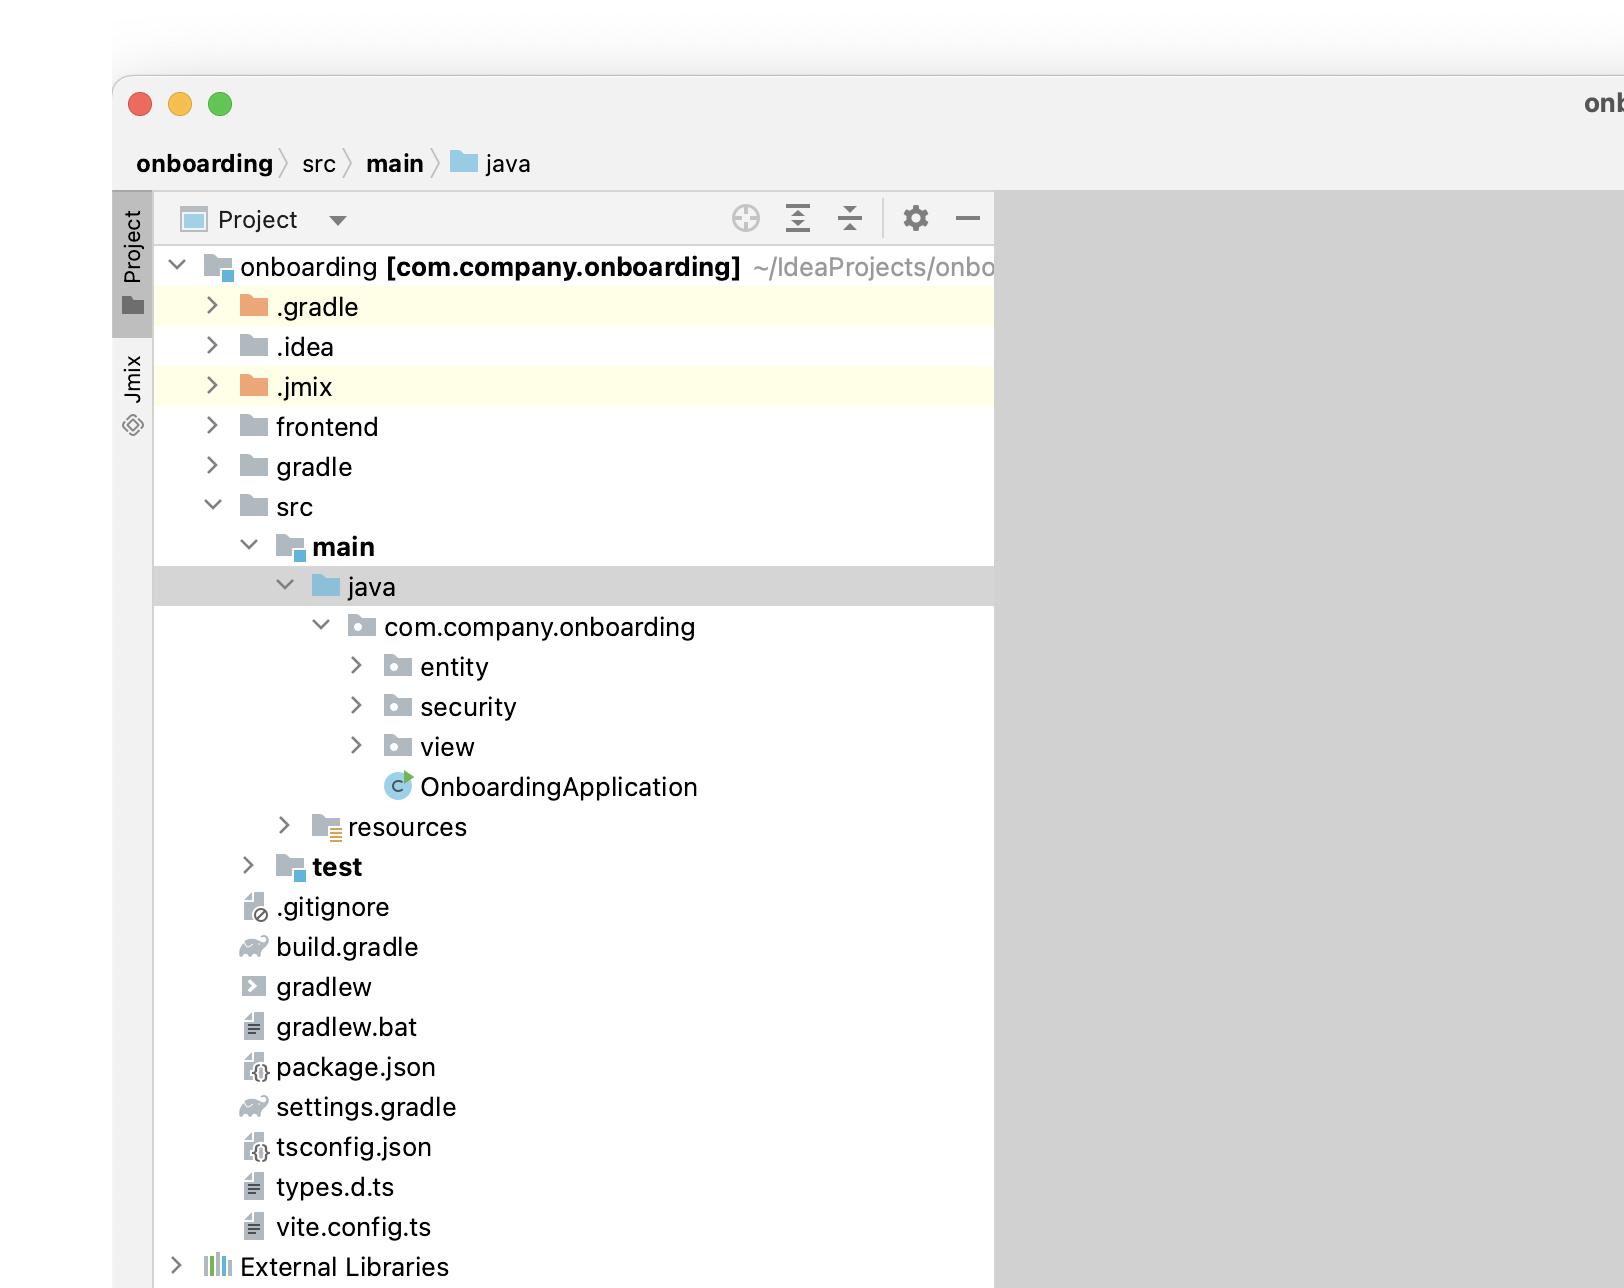 onb
onboarding src main java
Project
Project
Jmix
onboarding [com.company.onboarding] ~/IdeaProjects/onbo
.gradle
.idea
.jmix
frontend
gradle
src
main
java
com.company.onboarding
entity
security
view
C OnboardingApplication
resources
test
.gitignore
build.gradle
gradlew
gradlew.bat
package.json
settings.gradle
tsconfig.json
types.d.ts
vite.config.ts
External Libraries